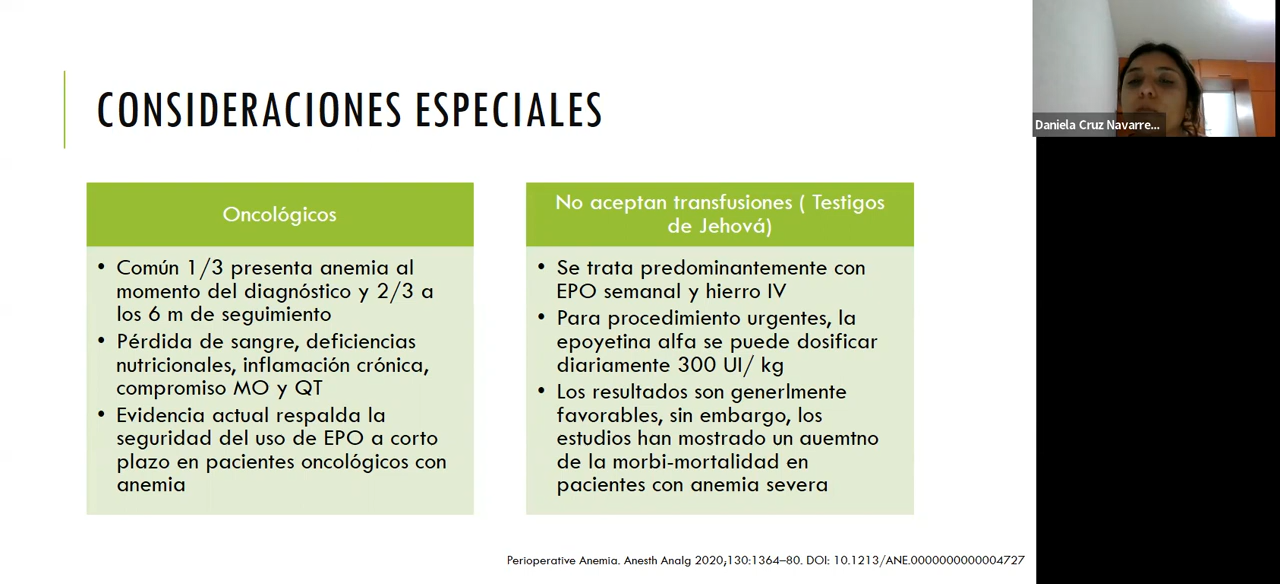 CONSIDERACIONES ESPECIALES
Oncológicos
• Común 1/3 presenta anemia al
momento del diagnóstico y 2/3 a
los 6 m de seguimiento
• Pérdida de sangre, deficiencias
nutricionales, inflamación crónica,
compromiso MO y QT
• Evidencia actual respalda la
seguridad del uso de EPO a corto
plazo en pacientes oncológicos con
anemia
No aceptan transfusiones ( Testigos
de Jehová)
• Se trata predominantemente con
EPO semanal y hierro IV
• Para procedimiento urgentes, la
epoyetina alfa se puede dosificar
diariamente 300 UI/ kg
• Los resultados son generlmente
favorables, sin embargo, los
estudios han mostrado un auemtno
de la morbi-mortalidad en
pacientes con anemia severa
Perioperative Anemia. Anesth Analg 2020;130:1364–80. DOI: 10.1213/ANE.0000000000004727
Daniela Cruz Navarre...